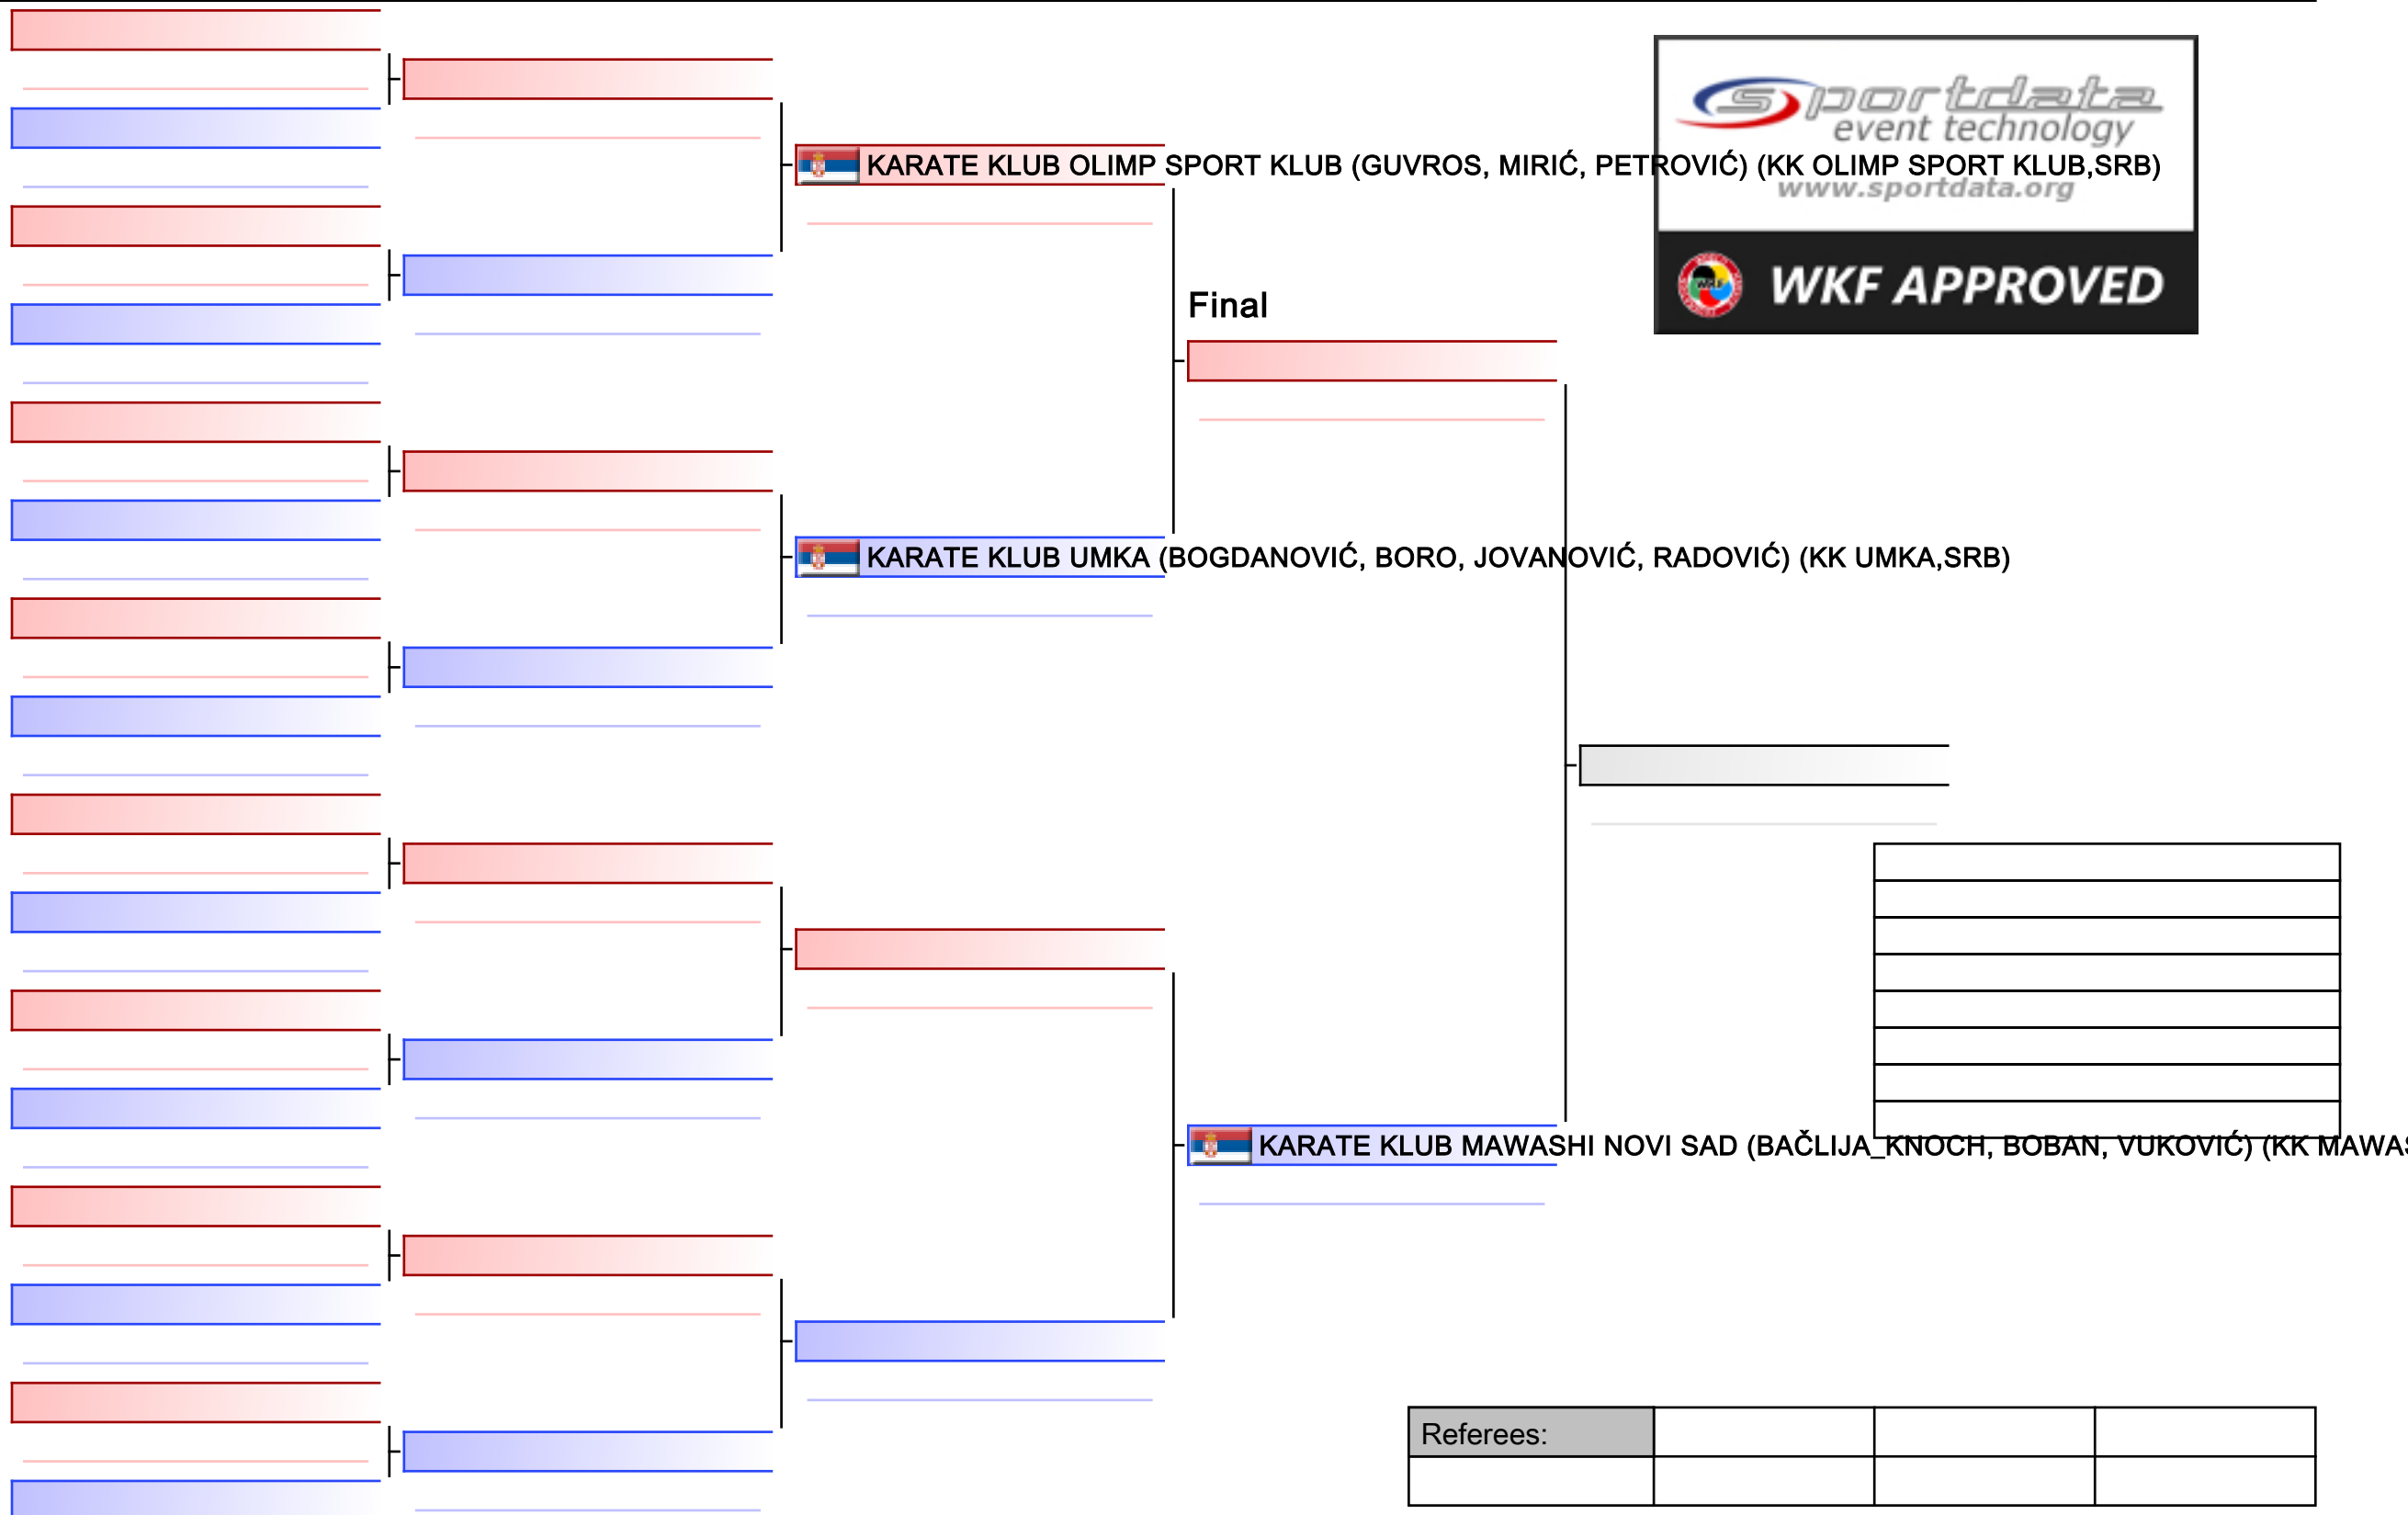 sportdata
event technology
KARATE KLUB OLIMP SPORT KLUB (GUVROS, MIRIĆ, PETROVIĆ) (KK OLIMP SPORT KLUB,SRB)
www.sportdata.org
WKF APPROVED
Final
KARATE KLUB UMKA (BOGDANOVIĆ, BORO, JOVANOVIĆ, RADOVIĆ) (KK UMKA,SRB)
KARATE KLUB MAWASHI NOVI SAD (BAČLIJA_KNOCH, BOBAN, VUKOVIĆ) (KK
Referees: